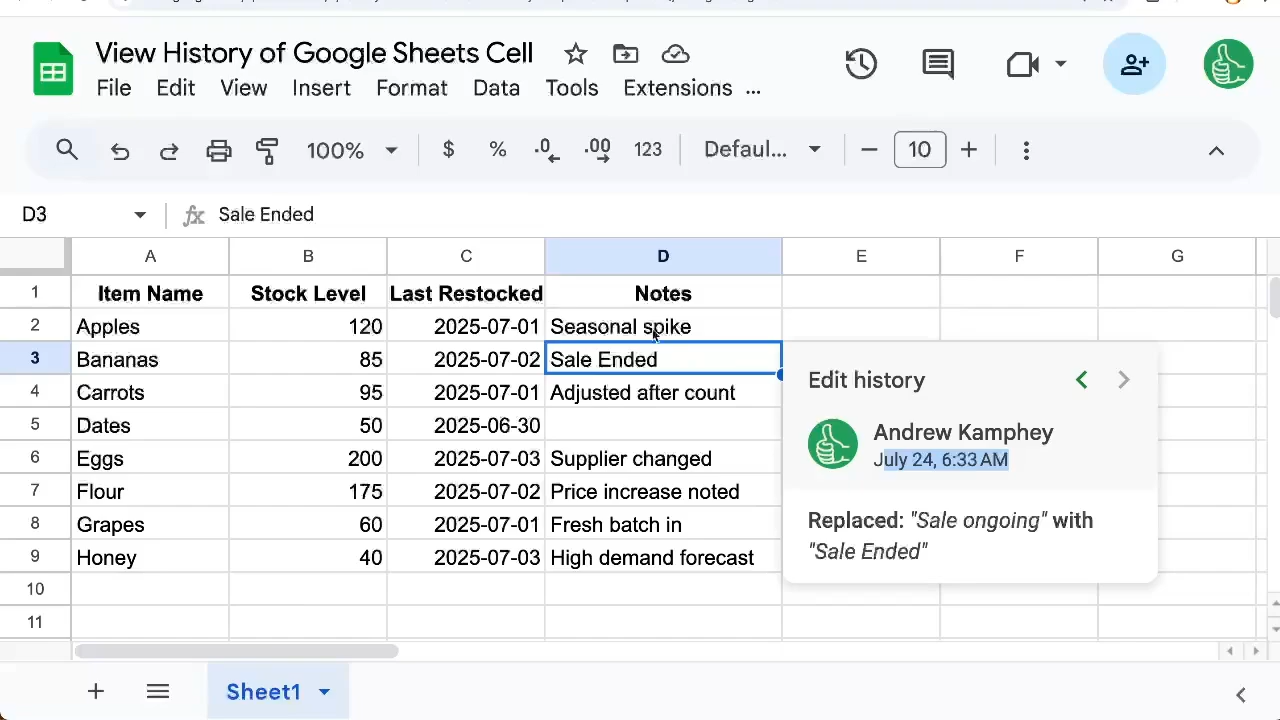 View History of Google Sheets Cell
File Edit View Insert Format Data Tools Extensions ...
100% $ % .0 .00 123 Defaul... − 10 +
D3 fx Sale Ended
A B C D E F G
1 Item Name Stock Level Last Restocked Notes
2 Apples 120 2025-07-01 Seasonal spike
3 Bananas 85 2025-07-02 Sale Ended
4 Carrots 95 2025-07-01 Adjusted after count
5 Dates 50 2025-06-30
6 Eggs 200 2025-07-03 Supplier changed
7 Flour 175 2025-07-02 Price increase noted
8 Grapes 60 2025-07-01 Fresh batch in
9 Honey 40 2025-07-03 High demand forecast
10
11
Edit history
Andrew Kamphey
July 24, 6:33 AM
Replaced: "Sale ongoing" with
"Sale Ended"
Sheet1